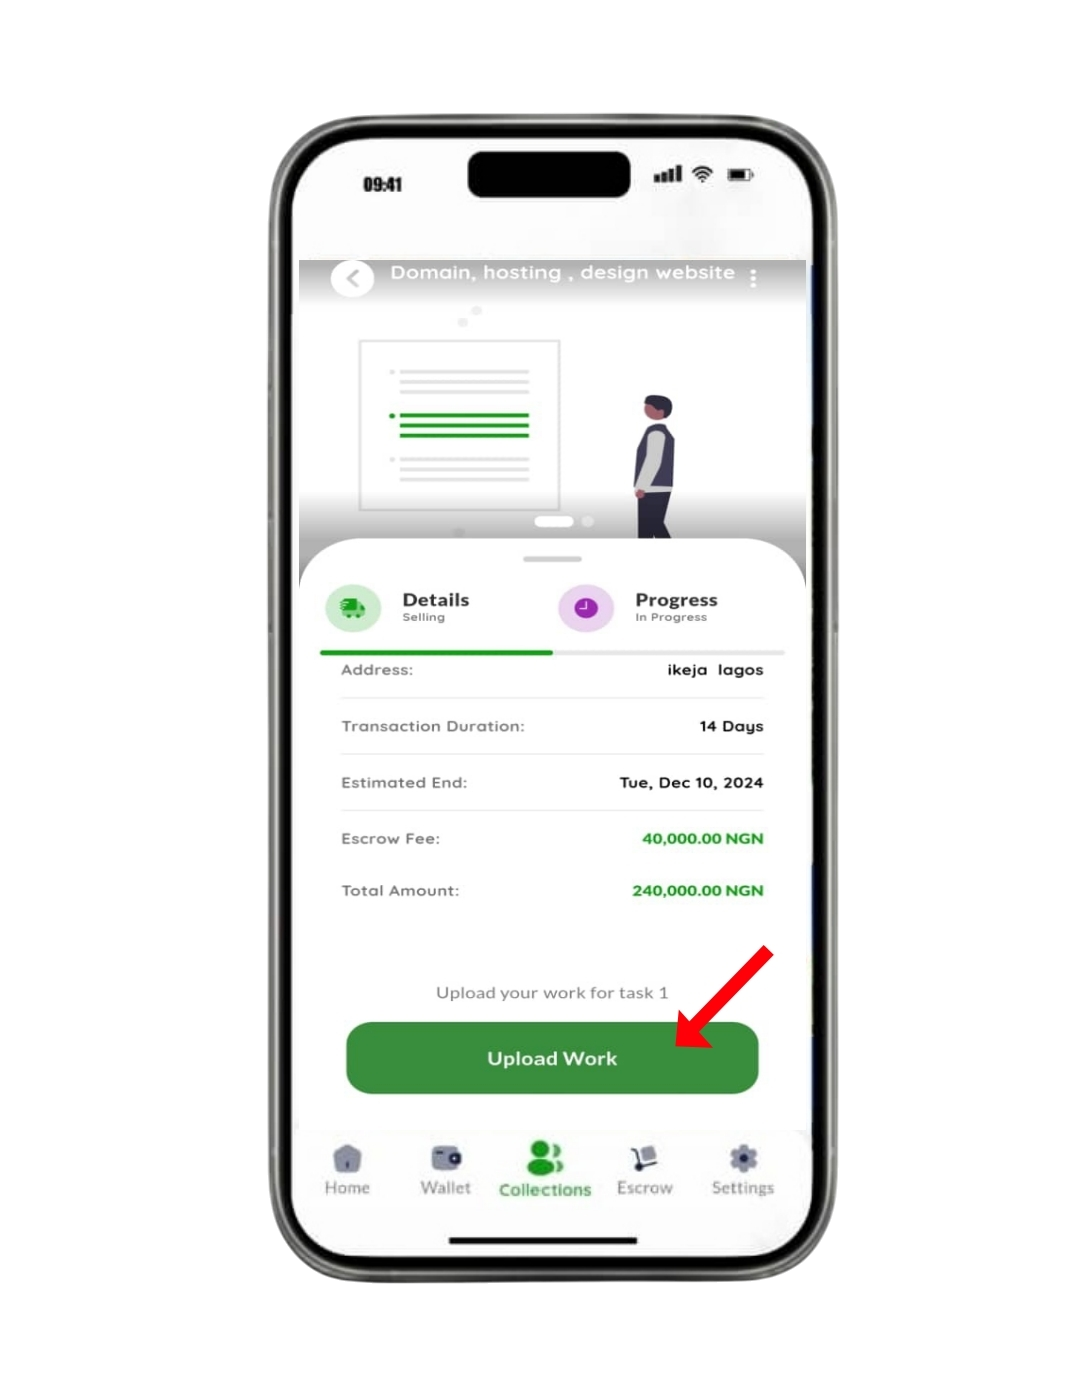 09:41
Domain, hosting , design website
Details
Selling
Progress
In Progress
Address: ikeja lagos
Transaction Duration: 14 Days
Estimated End: Tue, Dec 10, 2024
Escrow Fee: 40,000.00 NGN
Total Amount: 240,000.00 NGN
Upload your work for task 1
Upload Work
Home Wallet Collections Escrow Settings